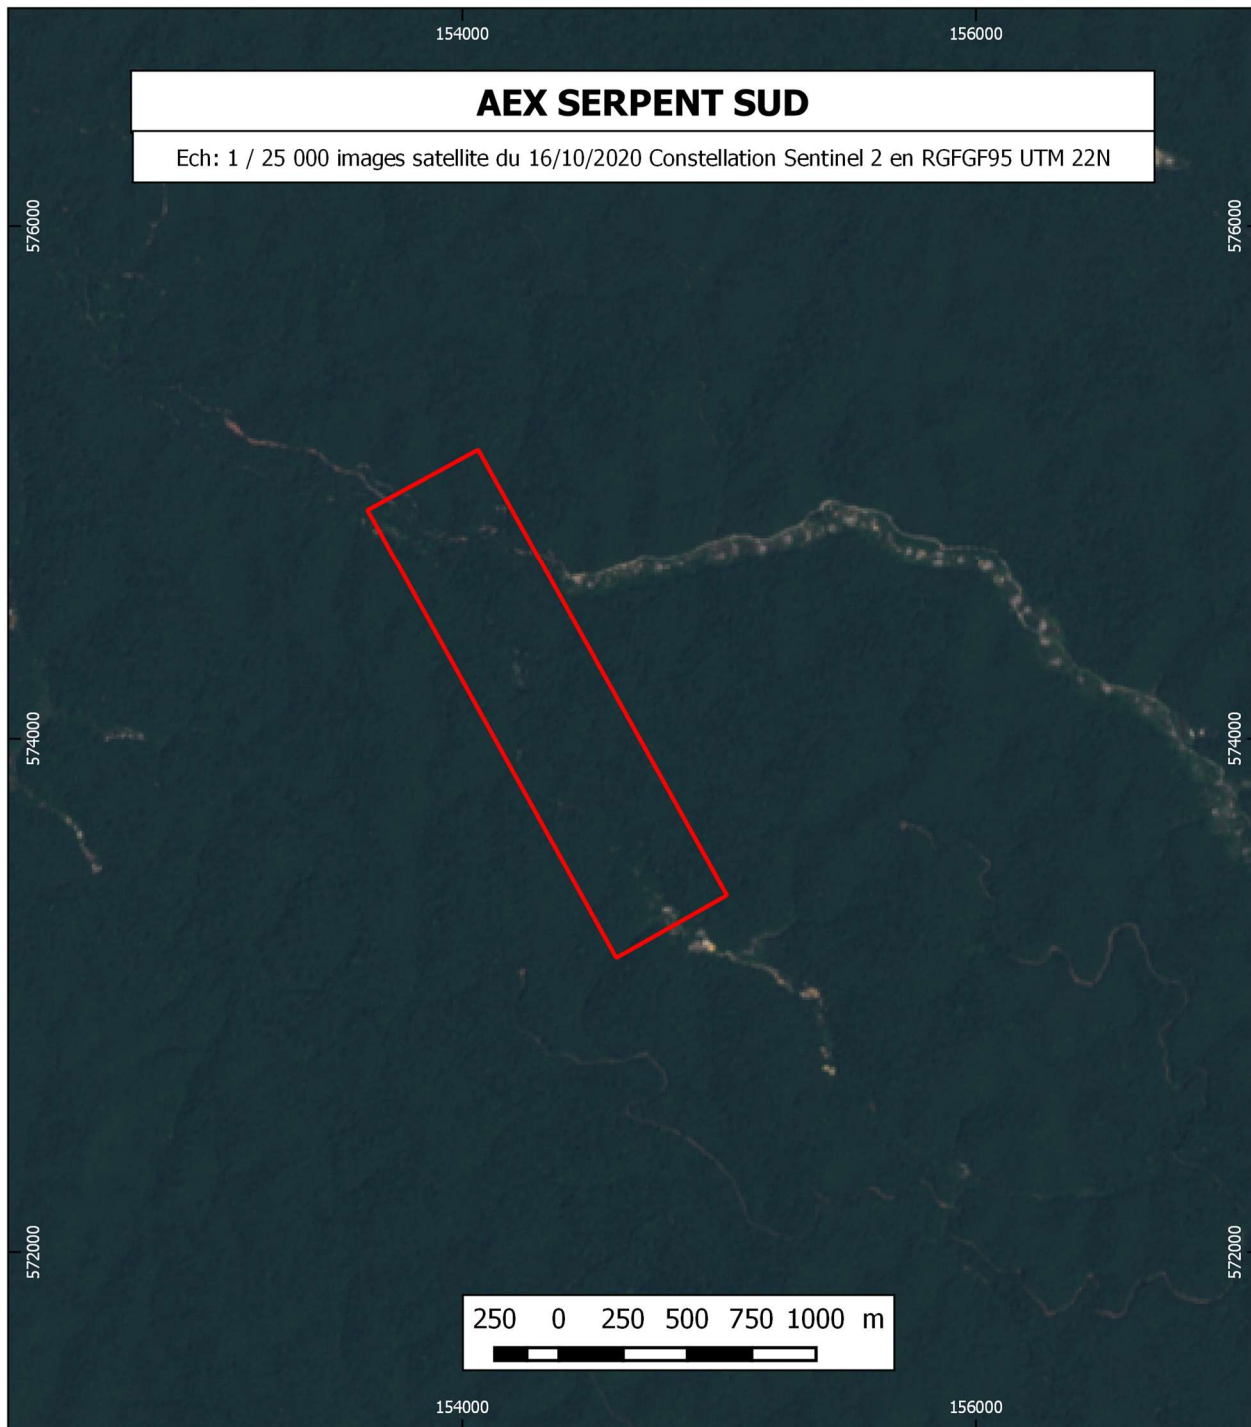 154000 156000
AEX SERPENT SUD
Ech: 1 / 25 000 images satellite du 16/10/2020 Constellation Sentinel 2 en RGFGF95 UTM 22N
576000 576000
574000 574000
572000 572000
250 0 250 500 750 1000 m
154000 156000